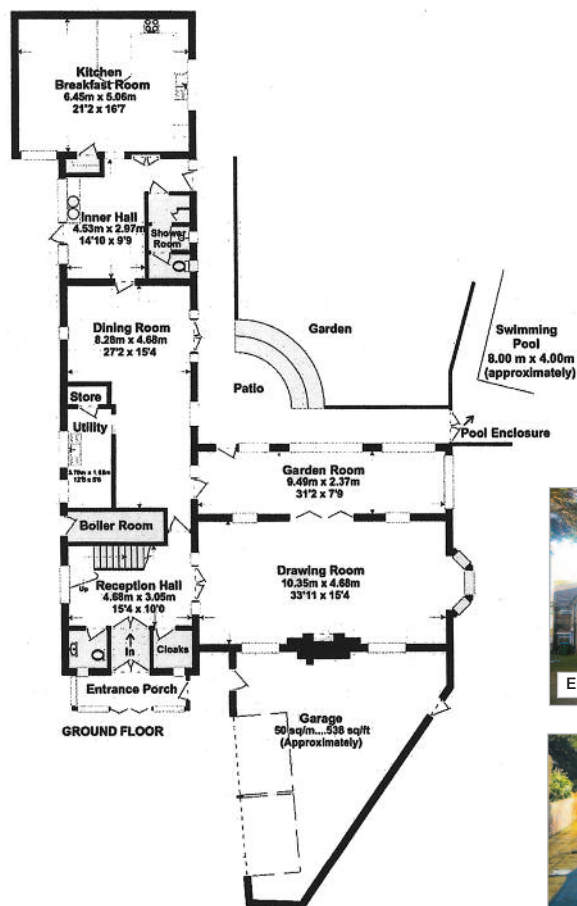 Kitchen
Breakfast Room
6.45m x 5.06m
21'2 x 16'7
Inner Hall
4.53m x 2.97m
14'10 x 9'9
Shower
Room
Dining Room
8.28m x 4.68m
27'2 x 15'4
Store
Utility
Boiler Room
Up
Reception Hall
4.68m x 3.05m
15'4 x 10'0
In
Cloaks
Entrance Porch
GROUND FLOOR
Garden
Patio
Swimming
Pool
8.00 m x 4.00m
(approximately)
Pool Enclosure
Garden Room
9.49m x 2.37m
31'2 x 7'9
Drawing Room
10.35m x 4.68m
33'11 x 15'4
Garage
50 sq/m....538 sq/ft
(Approximately)
E